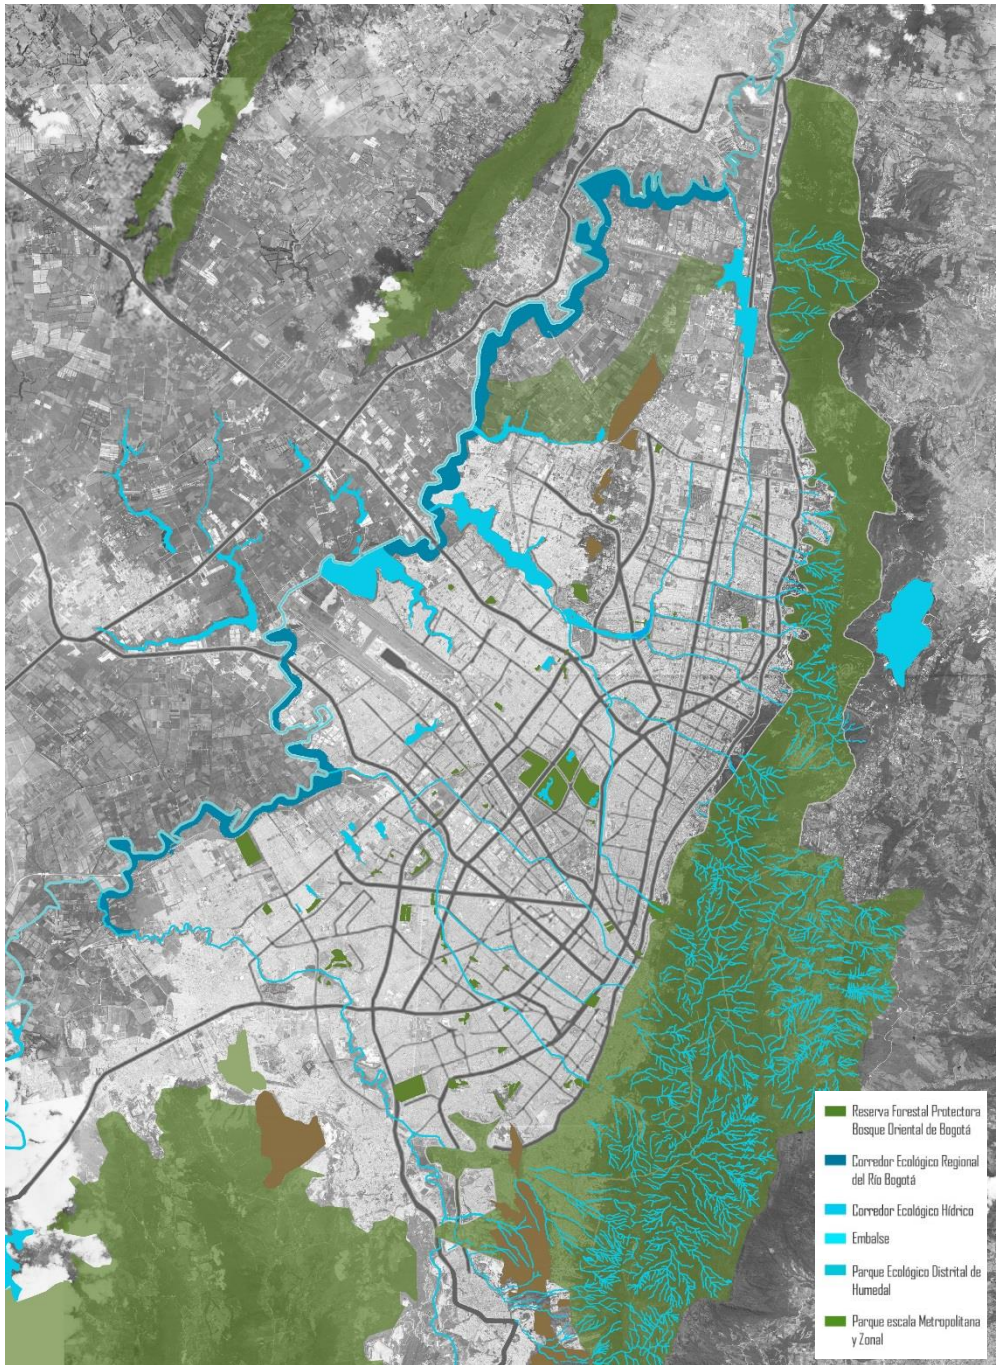 Reserva Forestal Protectora
Bosque Oriental de Bogotá
Corredor Ecológico Regional
del Río Bogotá
Corredor Ecológico Hídrico
Embalse
Parque Ecológico Distrital de
Humedal
Parque escala Metropolitana
y Zonal